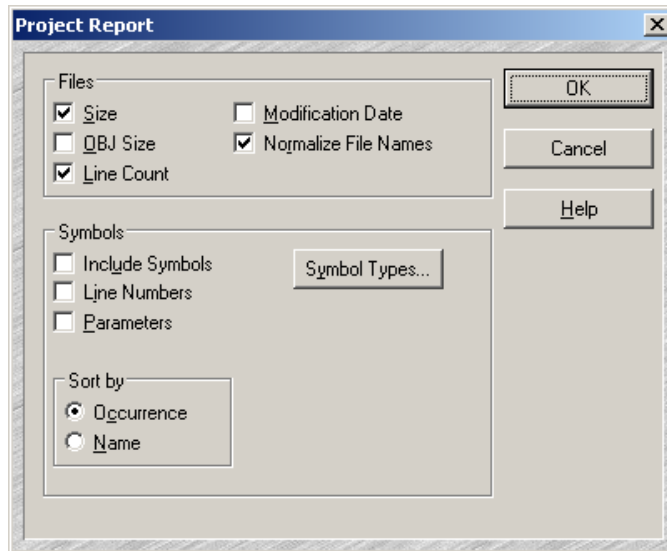 Project Report
Files
Size
Modification Date
OBJ Size
Normalize File Names
Line Count
OK
Cancel
Help
Symbols
Include Symbols
Symbol Types...
Line Numbers
Parameters
Sort by
Occurrence
Name